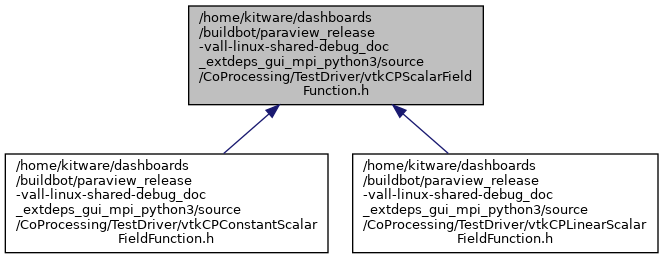 /home/kitware/dashboards
/buildbot/paraview_release
-vall-linux-shared-debug_doc
_extdeps_gui_mpi_python3/source
/CoProcessing/TestDriver/vtkCPScalarField
Function.h
/home/kitware/dashboards
/buildbot/paraview_release
-vall-linux-shared-debug_doc
_extdeps_gui_mpi_python3/source
/CoProcessing/TestDriver/vtkCPConstantScalar
FieldFunction.h
/home/kitware/dashboards
/buildbot/paraview_release
-vall-linux-shared-debug_doc
_extdeps_gui_mpi_python3/source
/CoProcessing/TestDriver/vtkCPLinearScalar
FieldFunction.h